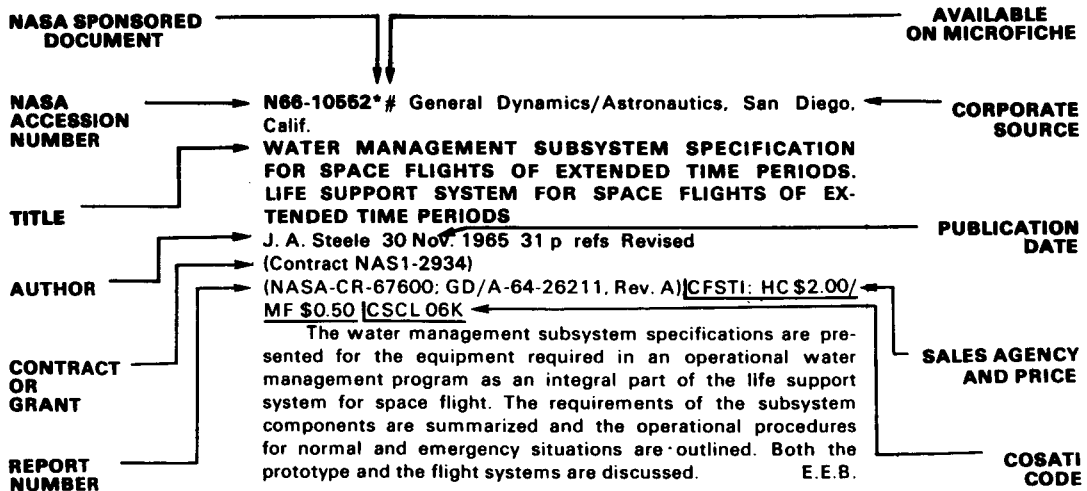 NASA SPONSORED
DOCUMENT
AVAILABLE
ON MICROFICHE
NASA
ACCESSION
NUMBER
N66-10552*# General Dynamics/Astronautics, San Diego,
Calif.
CORPORATE
SOURCE
WATER MANAGEMENT SUBSYSTEM SPECIFICATION
FOR SPACE FLIGHTS OF EXTENDED TIME PERIODS.
LIFE SUPPORT SYSTEM FOR SPACE FLIGHTS OF EX-
TENDED TIME PERIODS
TITLE
J. A. Steele 30 Nov. 1965 31 p refs Revised
PUBLICATION
DATE
(Contract NAS1-2934)
AUTHOR
(NASA-CR-67600; GD/A-64-26211, Rev. A) CFSTI: HC $2.00/
MF $0.50 CSCL 06K
The water management subsystem specifications are pre-
sented for the equipment required in an operational water
management program as an integral part of the life support
system for space flight. The requirements of the subsystem
components are summarized and the operational procedures
for normal and emergency situations are outlined. Both the
prototype and the flight systems are discussed. E.E.B.
CONTRACT
OR
GRANT
SALES AGENCY
AND PRICE
REPORT
NUMBER
COSATI
CODE